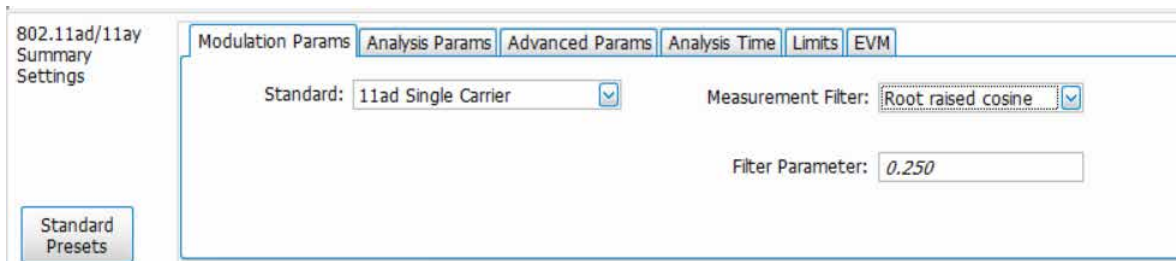 802.11ad/11ay
Summary
Settings
Modulation Params Analysis Params Advanced Params Analysis Time Limits EVM
Standard: 11ad Single Carrier Measurement Filter: Root raised cosine
Filter Parameter: 0.250
Standard
Presets